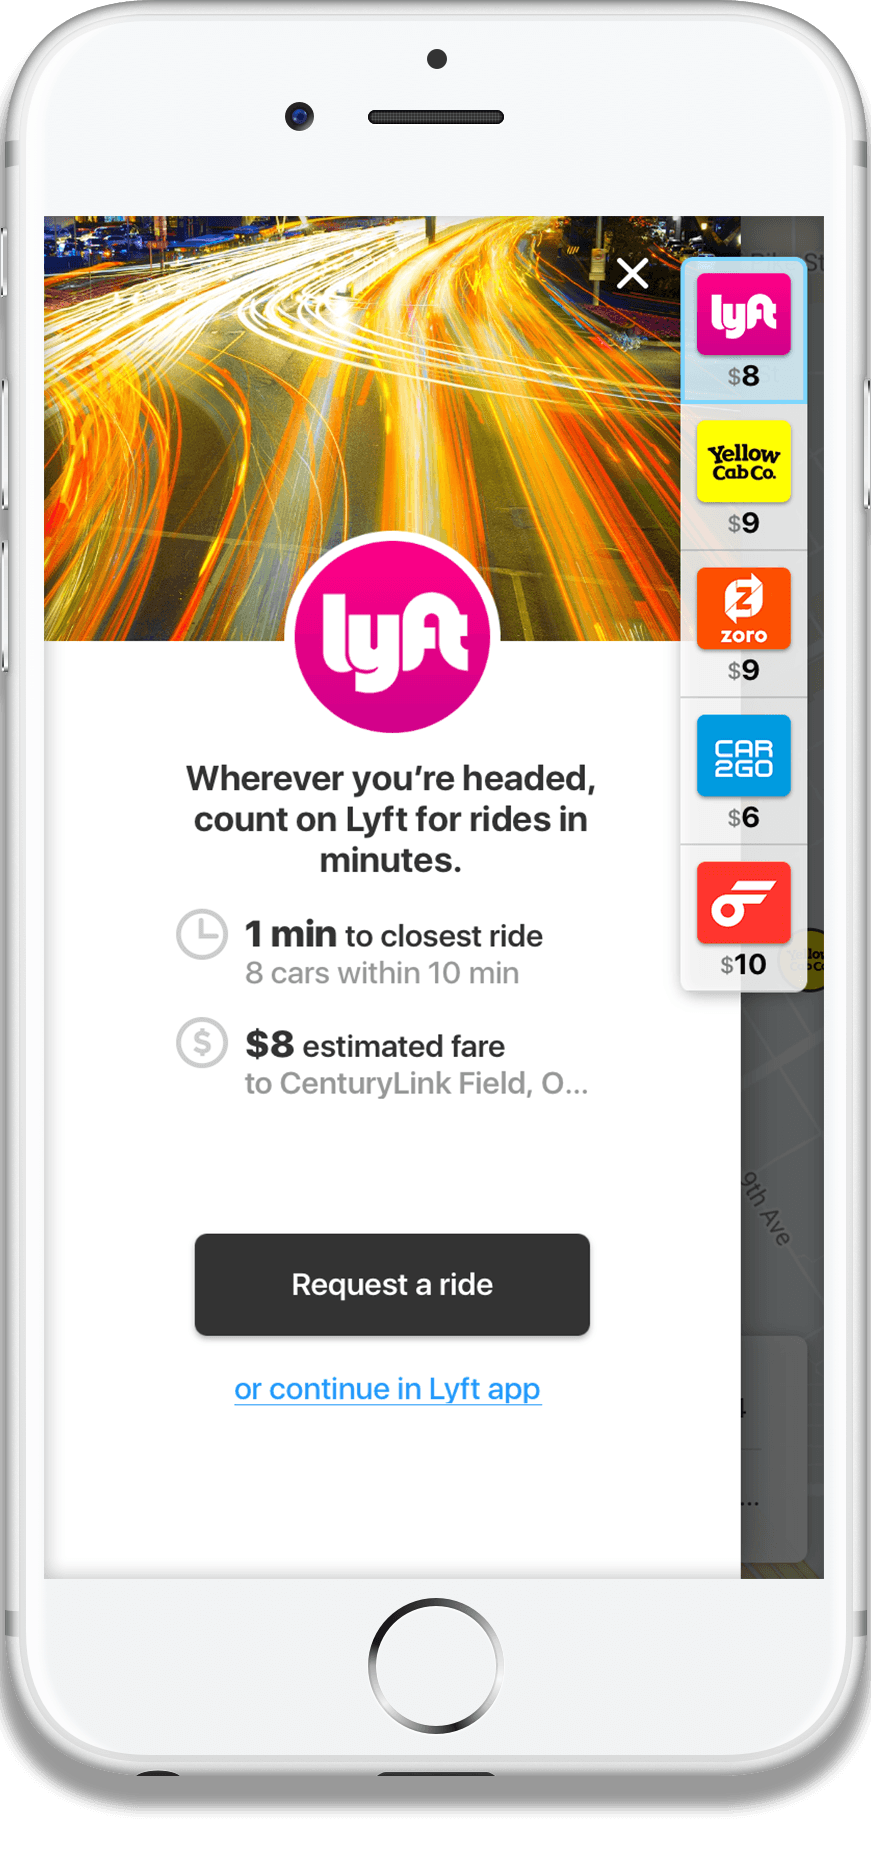 lyft
$8
Yellow
Cab Co.
$9
zoro
$9
CAR
2GO
$6
$10
lyft
Wherever you're headed,
count on Lyft for rides in
minutes.
1 min to closest ride
8 cars within 10 min
$8 estimated fare
to CenturyLink Field, O...
Request a ride
or continue in Lyft app
9th Ave
4
...